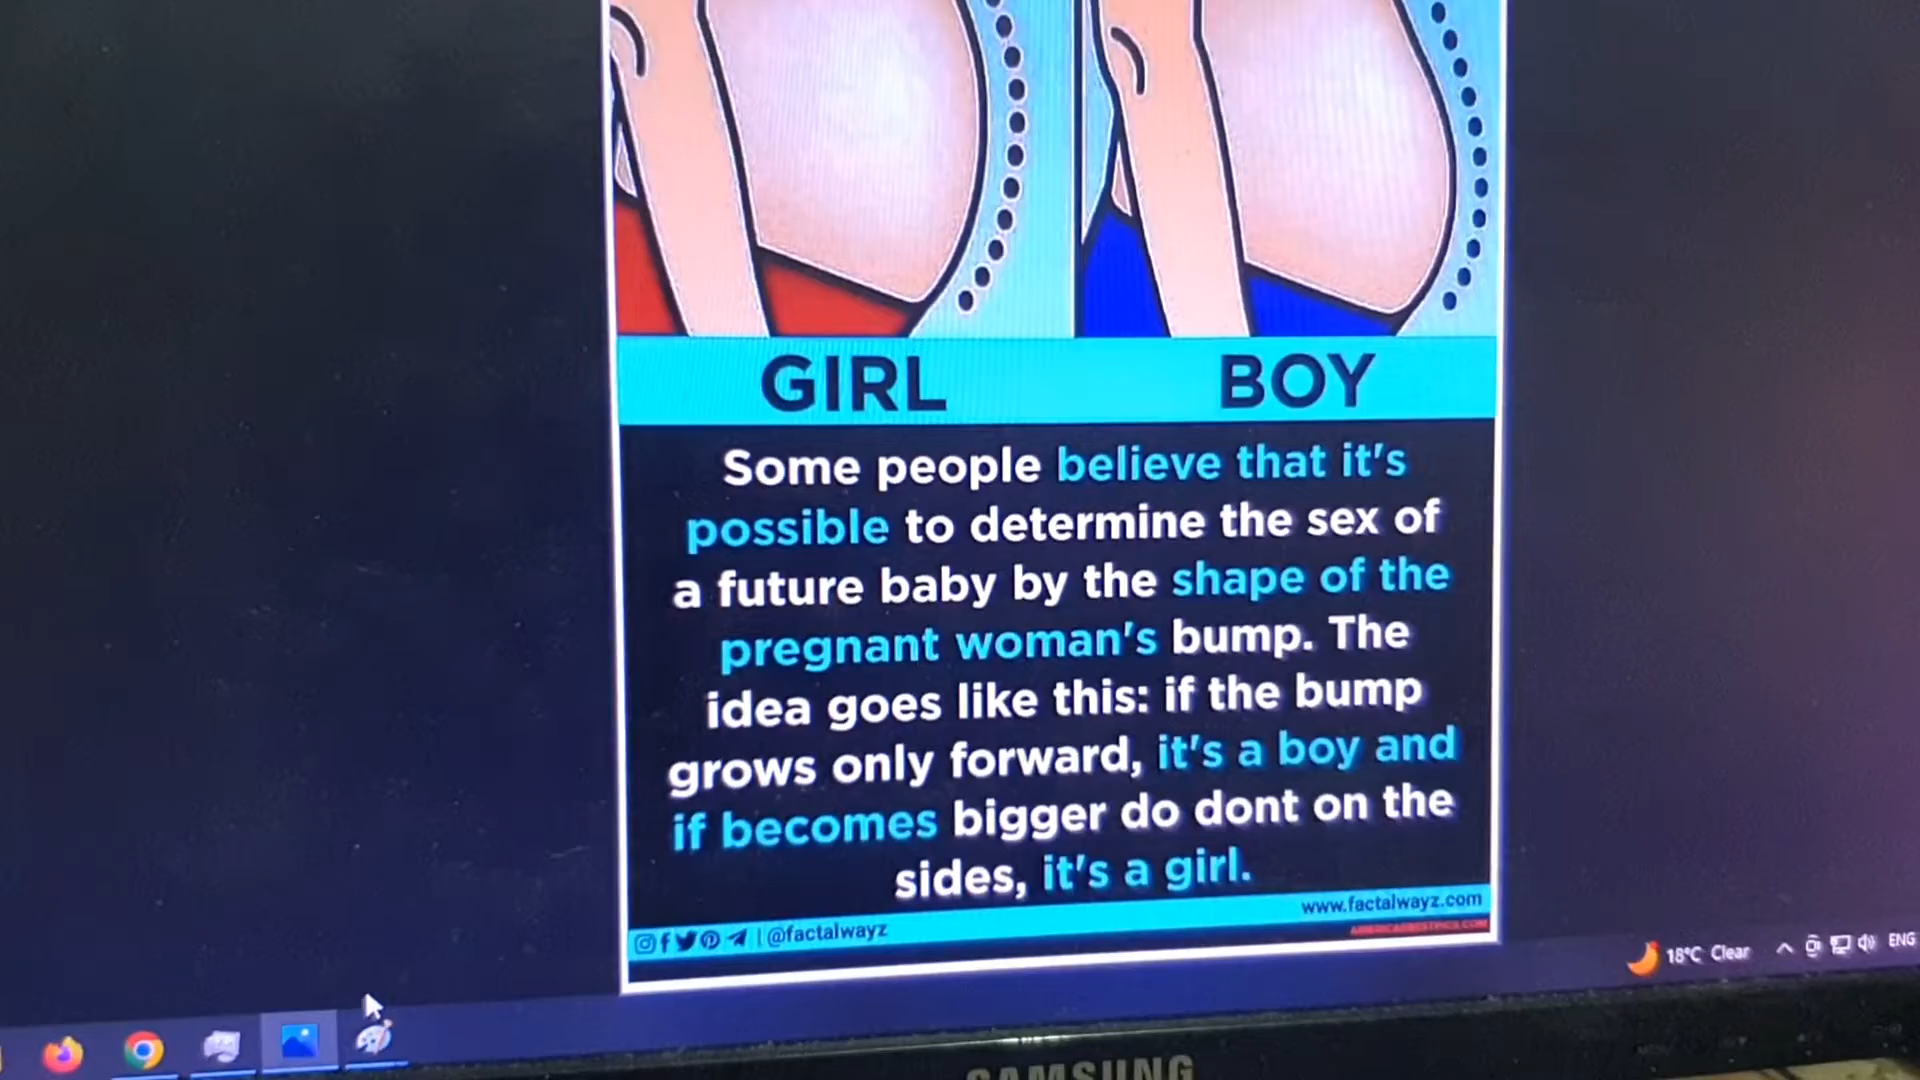 GIRL
BOY
Some people believe that it's
possible to determine the sex of
a future baby by the shape of the
pregnant woman's bump. The
idea goes like this: if the bump
grows only forward, it's a boy and
if becomes bigger do dont on the
sides, it's a girl.
www.factalwayz.com
| @factalwayz
18°C Clear
ENG
SAMSUNG